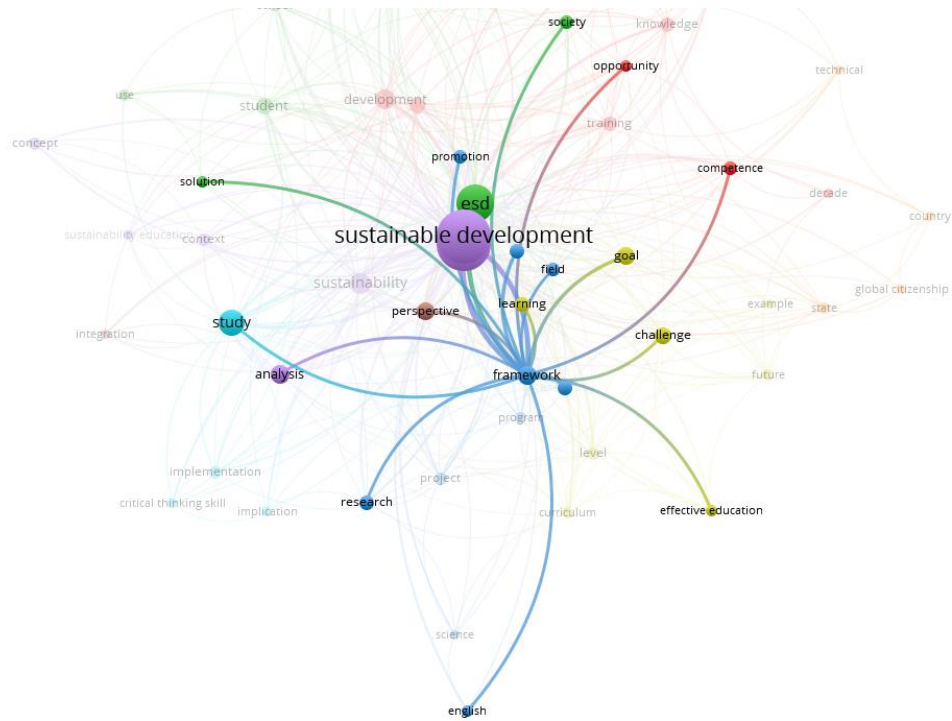 society
knowledge
opportunity
technical
use
student
development
training
concept
promotion
competence
solution
decade
esd
country
sustainability education
context
sustainable development
goal
field
sustainability
global citizenship
learning
example
state
perspective
study
integration
challenge
analysis
framework
future
program
level
implementation
project
critical thinking skill
research
implication
curriculum
effective education
science
english